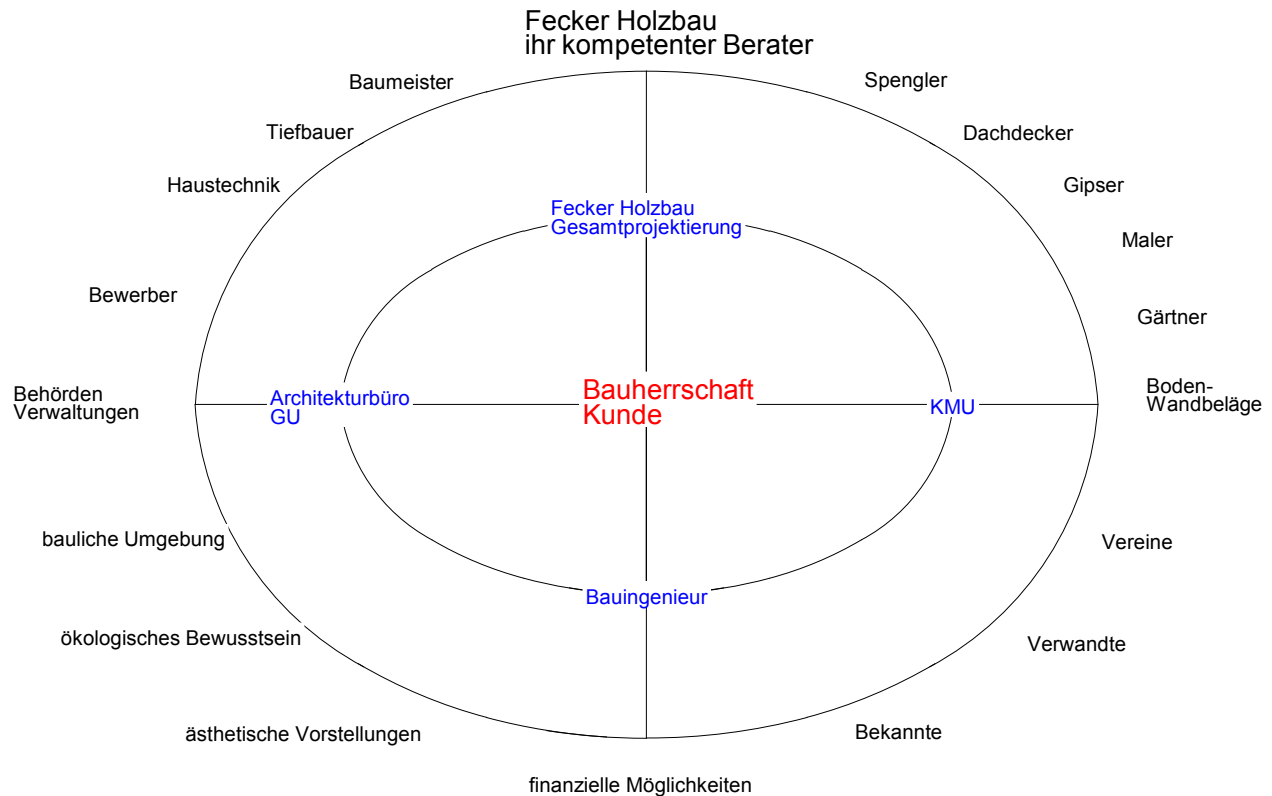 Fecker Holzbau
ihr kompetenter Berater
Baumeister
Spengler
Tiefbauer
Dachdecker
Haustechnik
Gipser
Fecker Holzbau
Gesamtprojektierung
Maler
Bewerber
Gärtner
Behörden
Verwaltungen
Architekturbüro
GU
Bauherrschaft
Kunde
KMU
Boden-
Wandbeläge
bauliche Umgebung
Vereine
Bauingenieur
ökologisches Bewusstsein
Verwandte
ästhetische Vorstellungen
Bekannte
finanzielle Möglichkeiten